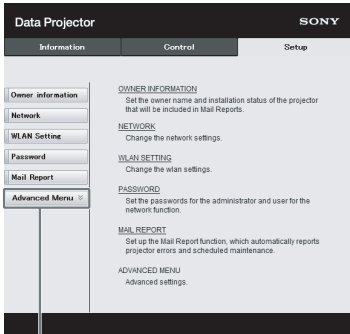 Data Projector
SONY
Information
Control
Setup
Owner information
Network
WLAN Setting
Password
Mail Report
Advanced Menu
OWNER INFORMATION
Set the owner name and installation status of the projector
that will be included in Mail Reports.
NETWORK
Change the network settings.
WLAN SETTING
Change the wlan settings.
PASSWORD
Set the passwords for the administrator and user for the
network function.
MAIL REPORT
Set up the Mail Report function, which automatically reports
projector errors and scheduled maintenance.
ADVANCED MENU
Advanced settings.